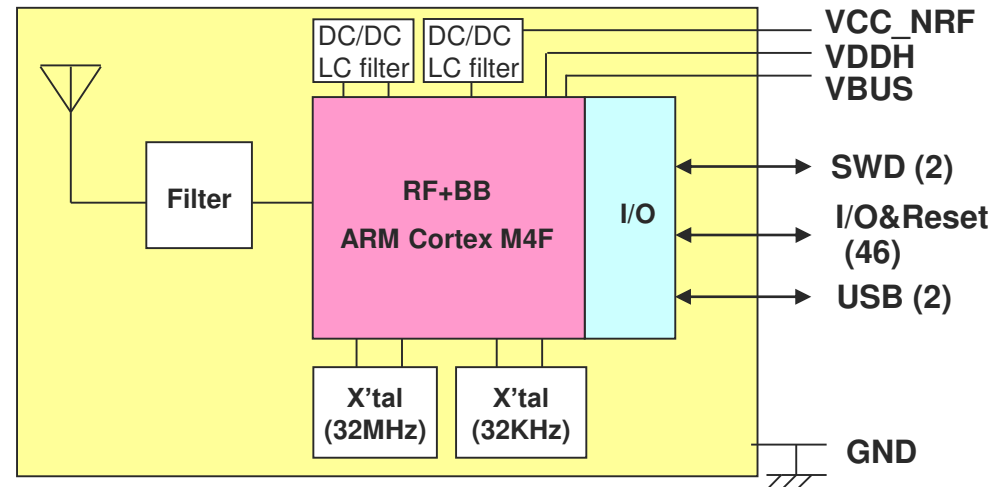 DC/DC
LC filter
DC/DC
LC filter
VCC_NRF
VDDH
VBUS
Filter
RF+BB
ARM Cortex M4F
I/O
SWD (2)
I/O&Reset
(46)
USB (2)
X'tal
(32MHz)
X'tal
(32KHz)
GND